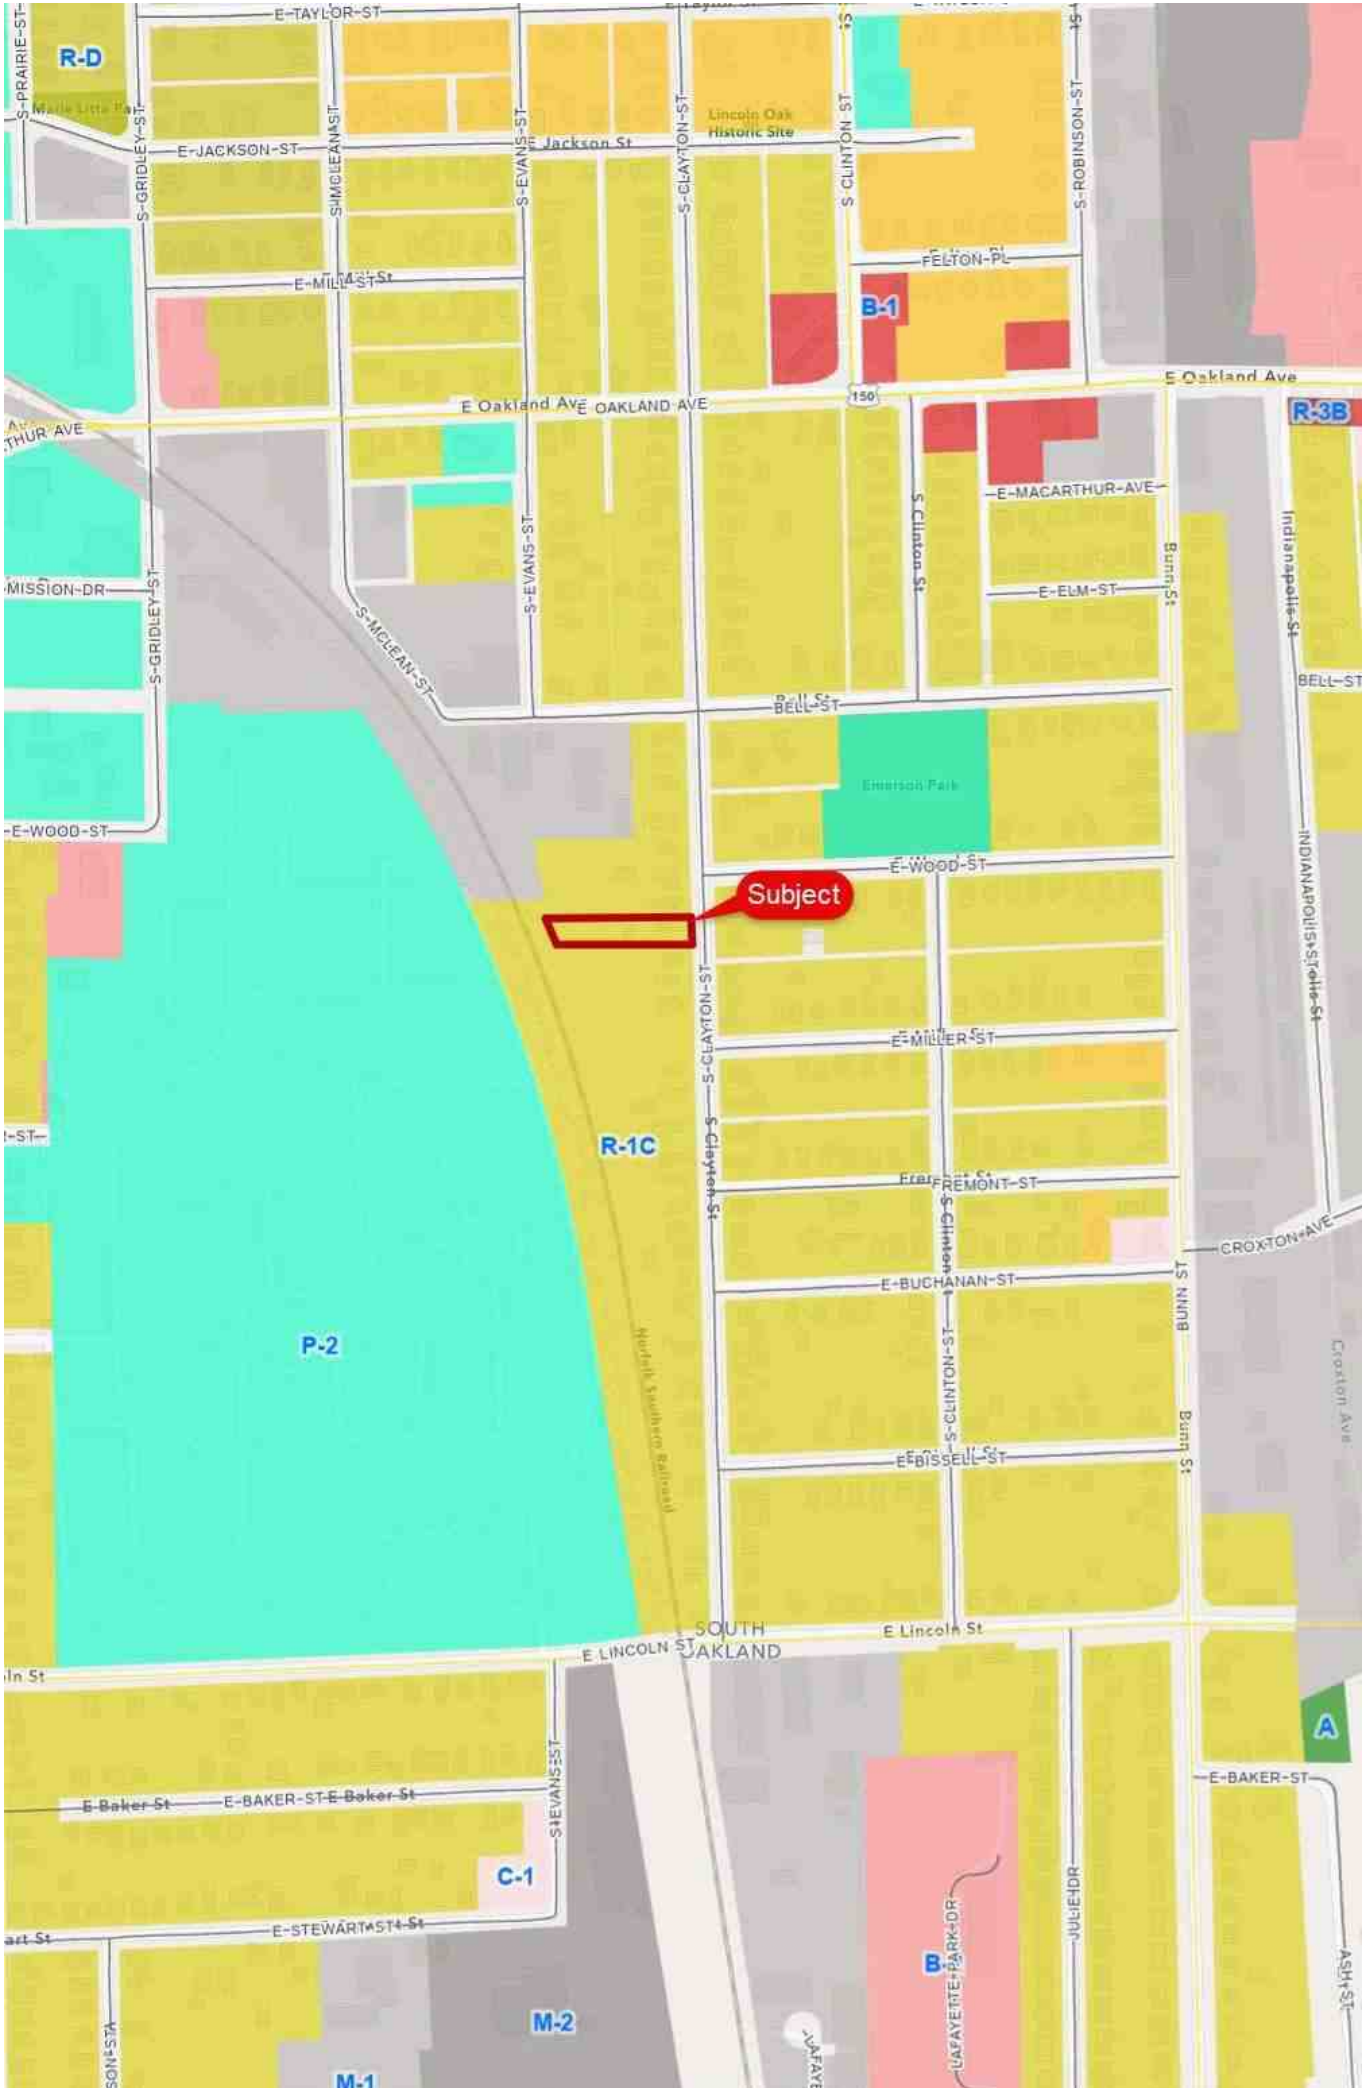 E-TAYLOR-ST
S-PRAIRIE-ST
R-D
Lincoln Oak
Historic Site
E-JACKSON-ST
E Jackson St
S-GRIDLEY-ST
S-MCLEAN-ST
S-EVANS-ST
S-CLAYTON-ST
S CLINTON ST
S-ROBINSON-ST
FELTON-PL
E-MILL-ST
B-1
E Oakland Ave
R-3B
150
E Oakland Av
E OAKLAND AVE
THUR AVE
E-MACARTHUR-AVE
S Clinton St
Bunn St
Indianapolis St
MISSION-DR
E-ELM-ST
S-GRIDLEY-ST
S-EVANS-ST
S-MCLEAN-ST
BELL-ST
BELL-ST
Emerson Park
E-WOOD-ST
E-WOOD-ST
INDIANAPOLIS-ST
Subject
S-CLAYTON-ST
E-MILLER-ST
-ST
R-1C
S Clayton St
FREMONT-ST
S Clinton St
CROXTON-AVE
E-BUCHANAN-ST
BUNN ST
P-2
Norfolk Southern Railroad
S-CLINTON-ST
Croxton Ave
Bunn St
E-BISSELL-ST
SOUTH
OAKLAND
E LINCOLN ST
E Lincoln St
ln St
A
S-EVANS-ST
E-BAKER-ST
E Baker St
E-BAKER-ST
E Baker St
C-1
E-STEWART-ST
art St
JULIE-DR
LAFAYETTE-PARK-DR
B-
ASH-ST
M-2
M-1